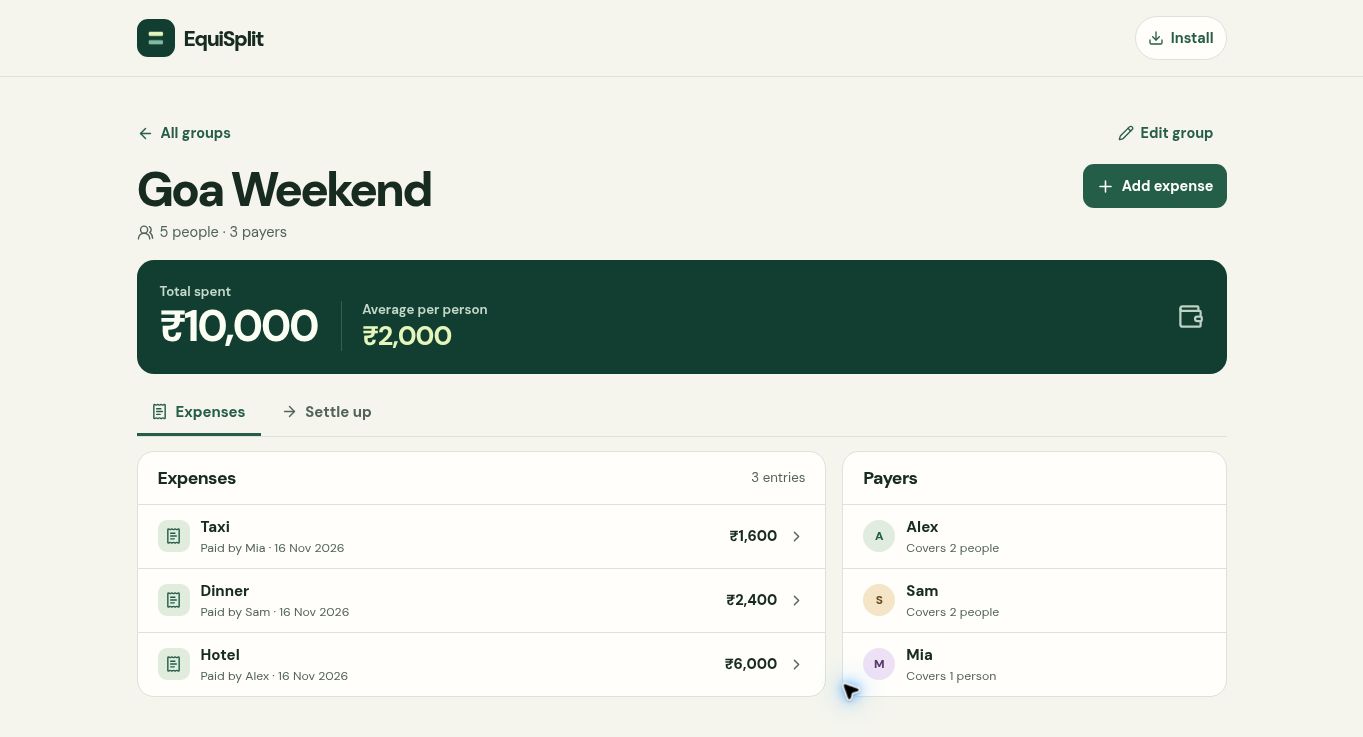 EquiSplit
Install
All groups
Edit group
Goa Weekend
Add expense
5 people · 3 payers
Total spent
₹10,000
Average per person
₹2,000
Expenses
Settle up
Expenses
3 entries
Taxi
Paid by Mia · 16 Nov 2026
₹1,600
Dinner
Paid by Sam · 16 Nov 2026
₹2,400
Hotel
Paid by Alex · 16 Nov 2026
₹6,000
Payers
A
Alex
Covers 2 people
S
Sam
Covers 2 people
M
Mia
Covers 1 person